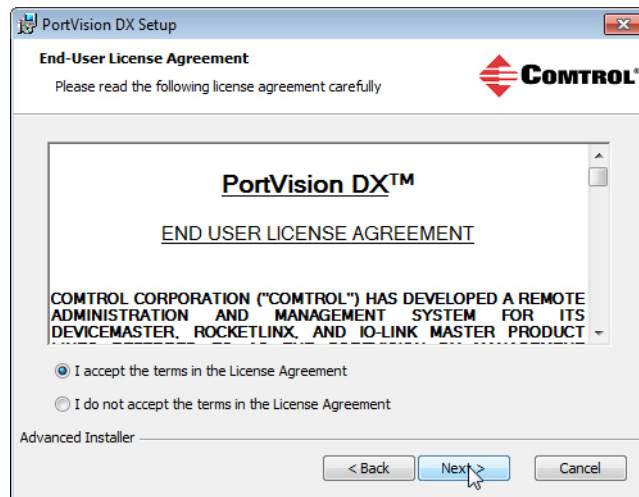 PortVision DX Setup
End-User License Agreement
Please read the following license agreement carefully
COMTROL®
PortVision DX™
END USER LICENSE AGREEMENT
COMTROL CORPORATION ("COMTROL") HAS DEVELOPED A REMOTE
ADMINISTRATION AND MANAGEMENT SYSTEM FOR ITS
DEVICEMASTER, ROCKETLINX, AND IO-LINK MASTER PRODUCT
I accept the terms in the License Agreement
I do not accept the terms in the License Agreement
Advanced Installer
< Back
Next >
Cancel